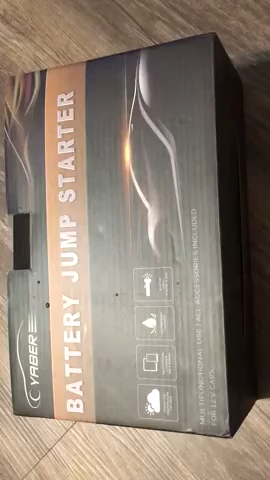 YABER
BATTERY JUMP STARTER
MULTIFUNCTIONAL USE / ALL ACCESSORIES INCLUDED
FOR 12 V CARS